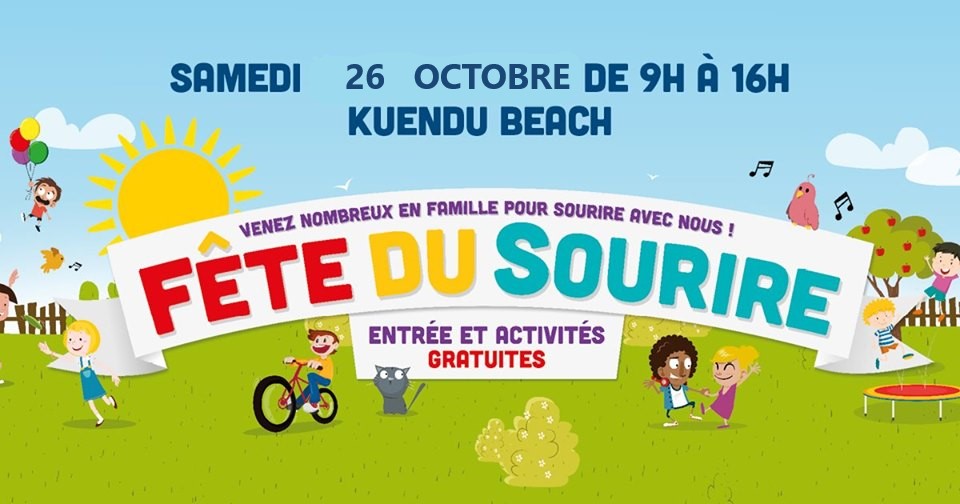 SAMEDI 26 OCTOBRE DE 9H À 16H
KUENDU BEACH
VENEZ NOMBREUX EN FAMILLE POUR SOURIRE AVEC NOUS !
FÊTE DU SOURIRE
ENTRÉE ET ACTIVITÉS
GRATUITES